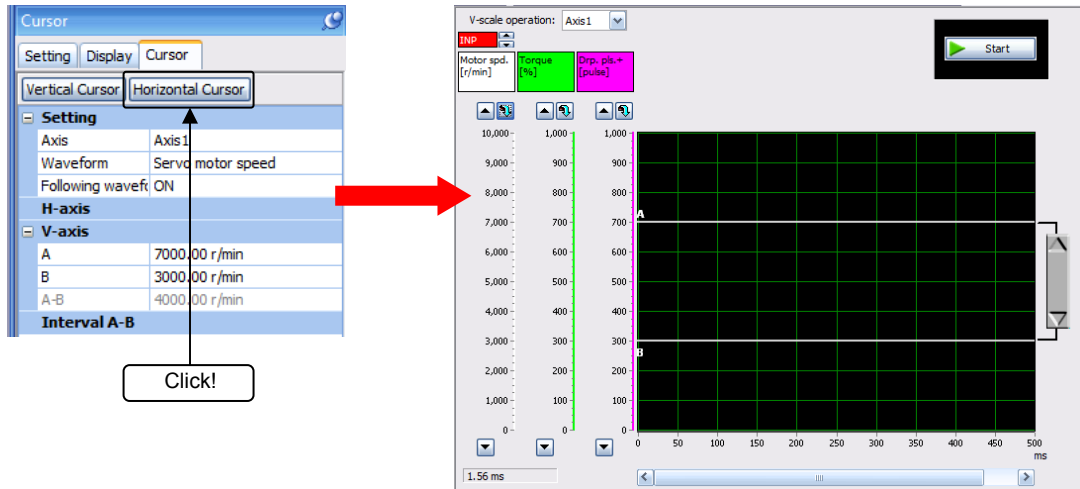 Cursor
Setting Display Cursor
Vertical Cursor Horizontal Cursor
Setting
Axis Axis1
Waveform Servo motor speed
Following wavefo ON
H-axis
V-axis
A 7000.00 r/min
B 3000.00 r/min
A-B 4000.00 r/min
Interval A-B
Click!
V-scale operation: Axis1
INP
Start
Motor spd. Torque Drp. pls.+
[r/min] [%] [pulse]
10,000 1,000 1,000
9,000 900 900
8,000 800 800
A
7,000 700 700
6,000 600 600
5,000 500 500
4,000 400 400
3,000 300 300
B
2,000 200 200
1,000 100 100
0 0 0
0 50 100 150 200 250 300 350 400 450 500
ms
1.56 ms